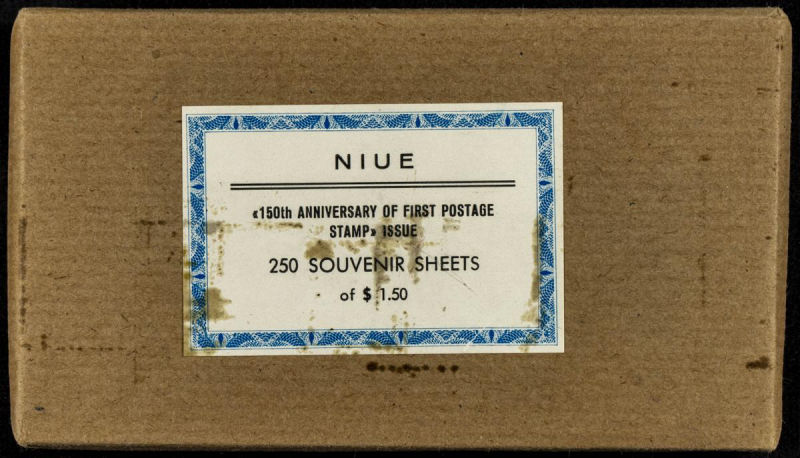 NIUE
«150th ANNIVERSARY OF FIRST POSTAGE
STAMP» ISSUE
250 SOUVENIR SHEETS
of $ 1.50